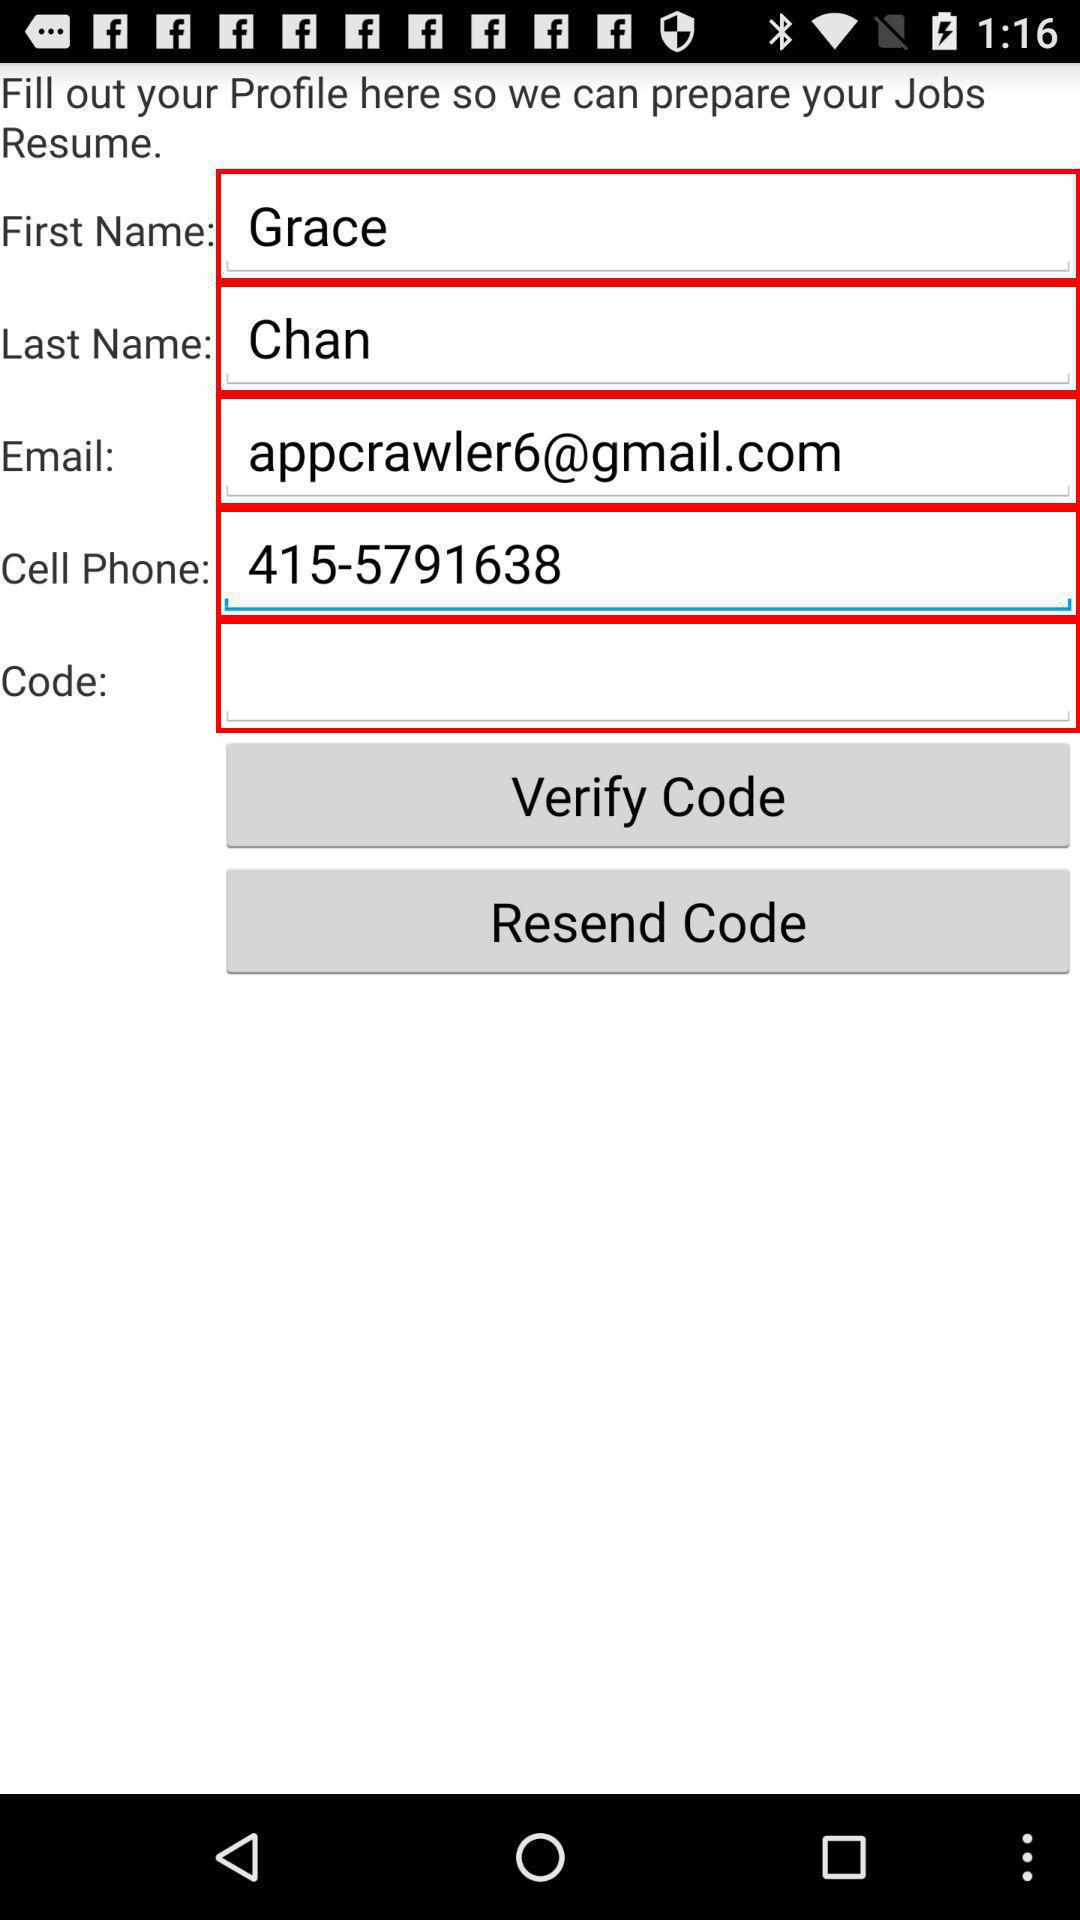 1:16
Fill out your Profile here so we can prepare your Jobs
Resume.
First Name: Grace
Last Name: Chan
Email: appcrawler6@gmail.com
Cell Phone: 415-5791638
Code:
Verify Code
Resend Code